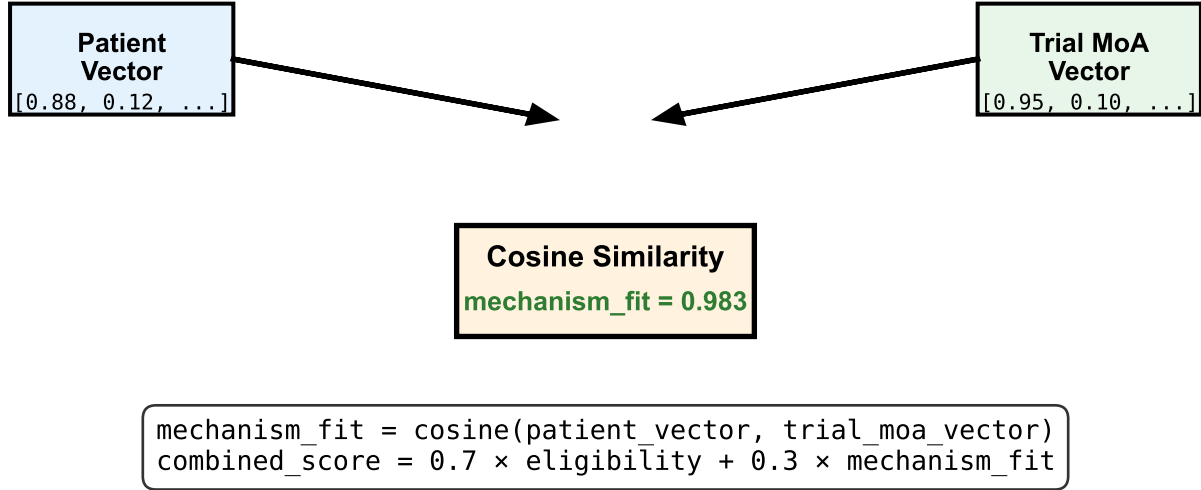 Patient
Vector
[0.88, 0.12, ...]
Trial MoA
Vector
[0.95, 0.10, ...]
Cosine Similarity
mechanism_fit = 0.983
mechanism_fit = cosine(patient_vector, trial_moa_vector)
combined_score = 0.7 × eligibility + 0.3 × mechanism_fit